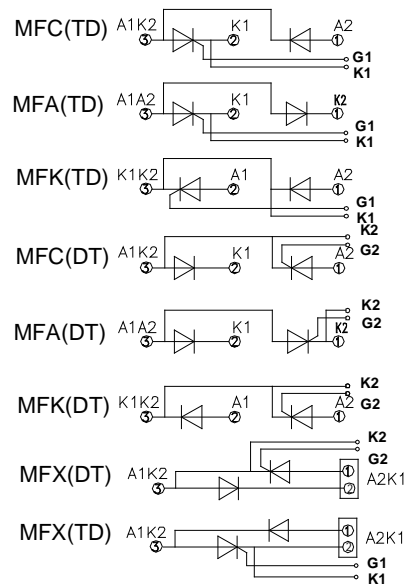 MFC(TD) A1K2 K1 A2
3 2 1
G1
K1
MFA(TD) A1A2 K1 K2
3 2 1
G1
K1
MFK(TD) K1K2 A1 A2
3 2 1
G1
K1
K2
MFC(DT) A1K2 K1 G2
A2
3 2 1
K2
MFA(DT) A1A2 K1 G2
K2
3 2 1
K2
MFK(DT) K1K2 A1 A2 G2
3 2 1
K2
MFX(DT) G2
A1K2 1
3 2 A2K1
MFX(TD) A1K2 1
3 2 A2K1
G1
K1